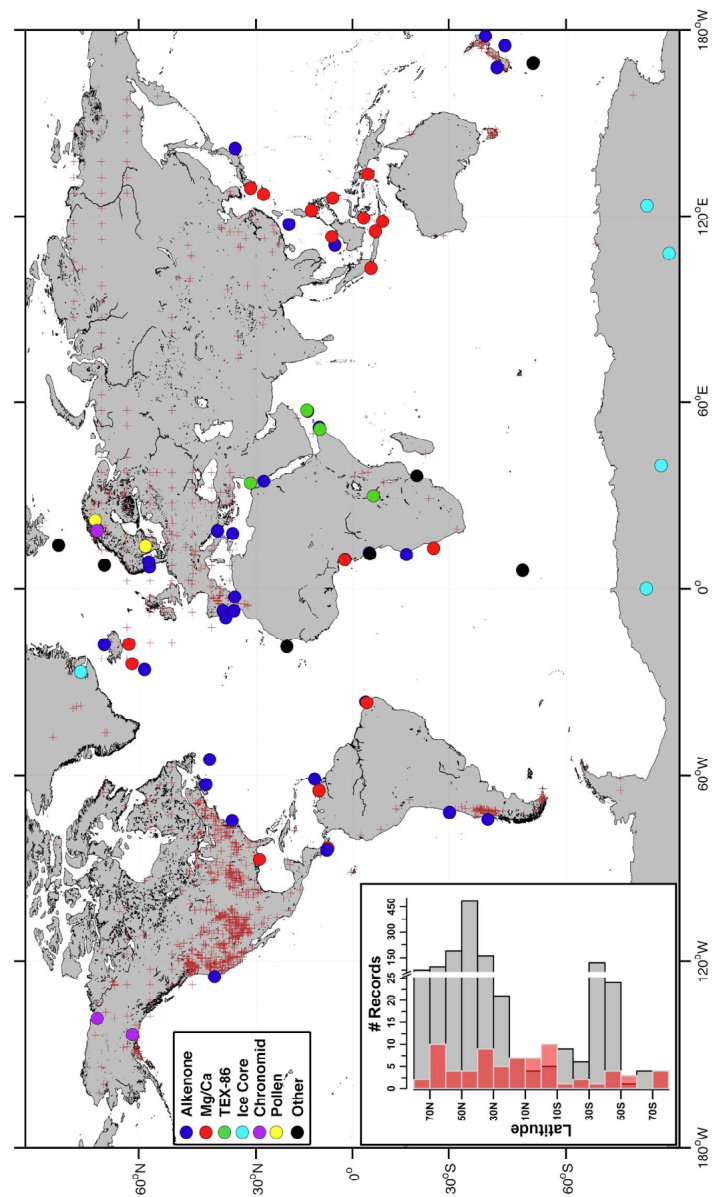 180°W
120°W
60°W
0°
60°E
120°E
180°W
60°N
30°N
0°
30°S
60°S
Alkenone
Mg/Ca
TEX-86
Ice Core
Chronomid
Pollen
Other
# Records
450
300
150
25
20
15
10
5
0
70N
50N
30N
10N
10S
30S
50S
70S
Latitude